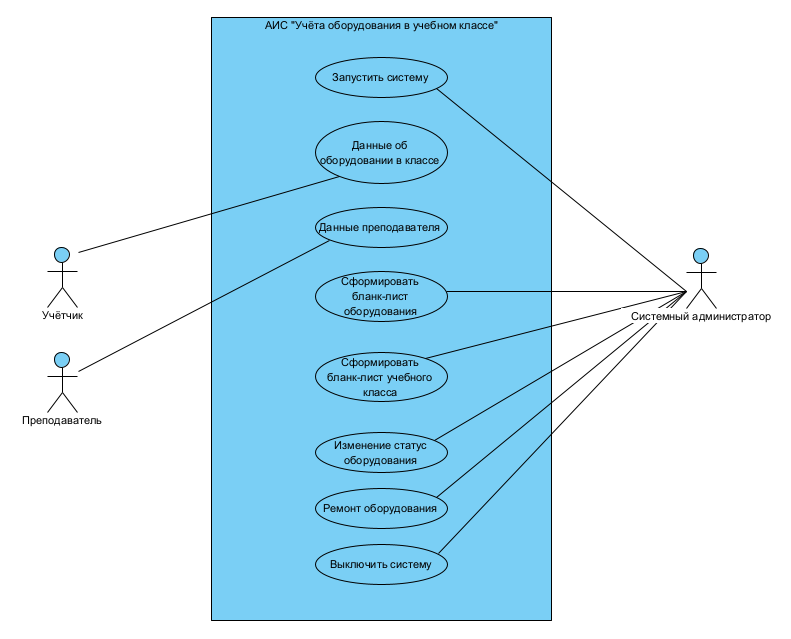 АИС "Учёта оборудования в учебном классе"
Запустить систему
Данные об
оборудовании в классе
Данные преподавателя
Сформировать
бланк-лист
оборудования
Сформировать
бланк-лист учебного
класса
Изменение статус
оборудования
Ремонт оборудования
Выключить систему
Учётчик
Преподаватель
Системный администратор